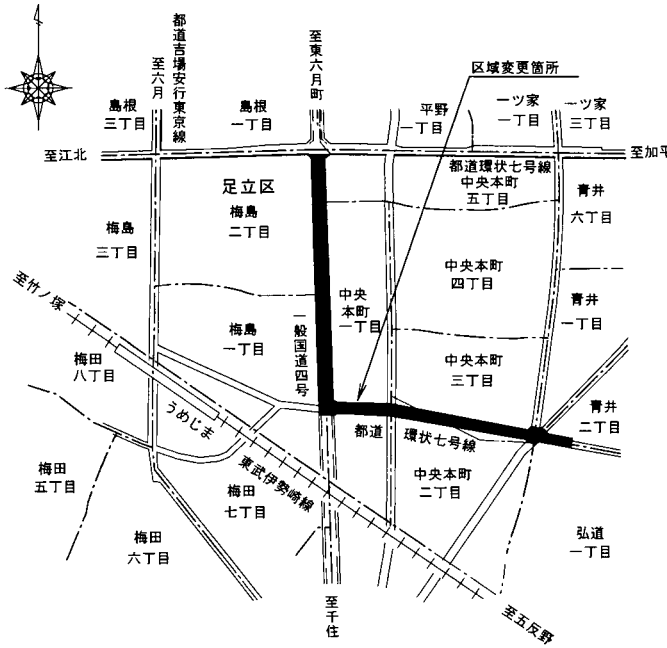 都道吉場安行東京線
至六月
至東六月町
区域変更箇所
島根
三丁目
島根
一丁目
平野
一丁目
一ツ家
一丁目
一ツ家
三丁目
至江北
至加平
都道環状七号線
足立区
梅島
二丁目
中央本町
五丁目
青井
六丁目
梅島
三丁目
中央本町
四丁目
至竹ノ塚
中央
本町
一丁目
一般国道四号
青井
一丁目
梅島
一丁目
梅田
八丁目
中央本町
三丁目
うめじま
都道
環状七号線
青井
二丁目
東武伊勢崎線
梅田
五丁目
梅田
七丁目
中央本町
二丁目
梅田
六丁目
弘道
一丁目
至千住
至五反野